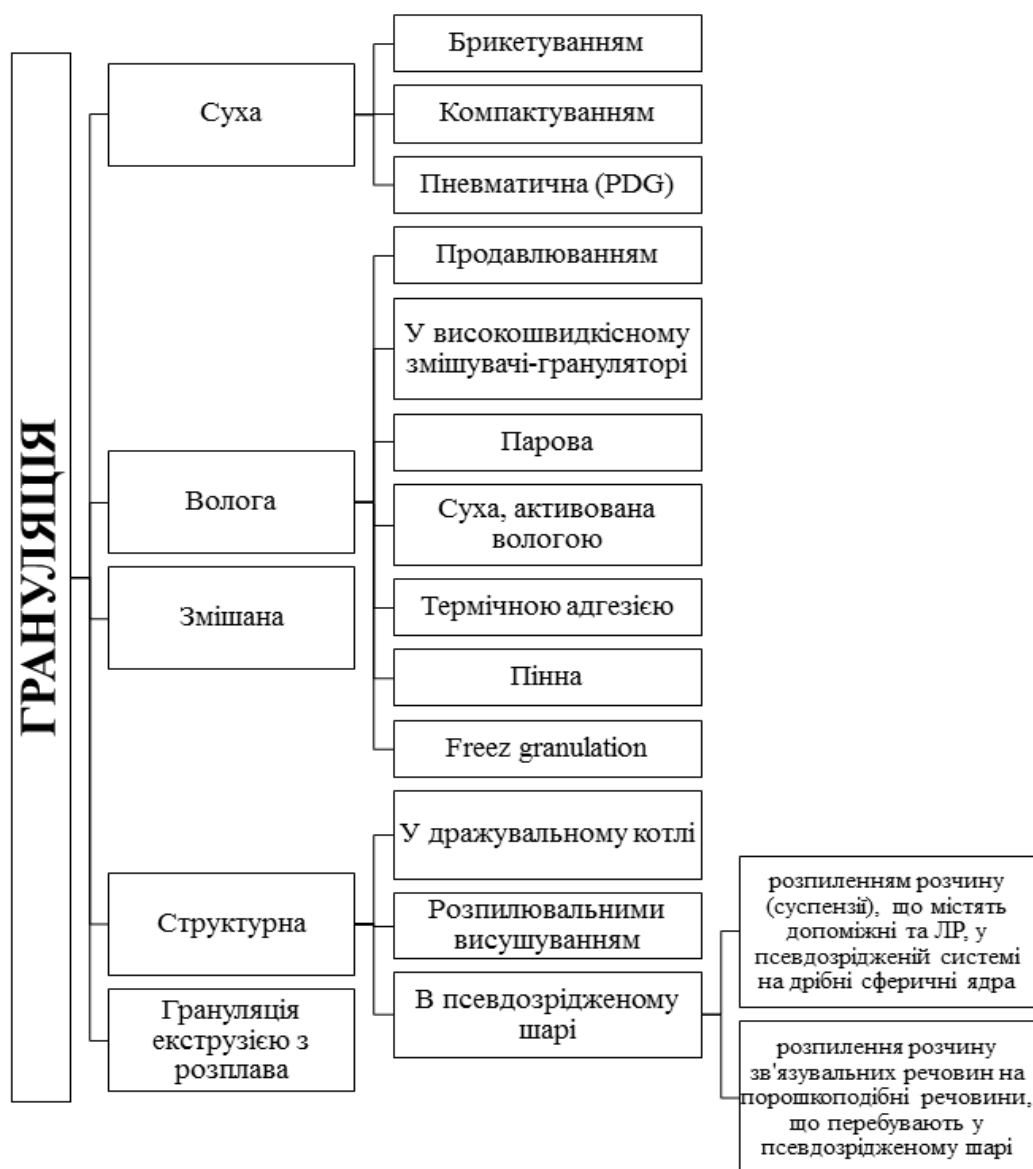 ГРАНУЛЯЦІЯ
Суха
Брикетуванням
Компактуванням
Пневматична (PDG)
Волога
Продавлюванням
У високошвидкісному
змішувачі-грануляторі
Парова
Суха, активована
вологою
Термічною адгезією
Пінна
Freez granulation
Змішана
Структурна
У дражувальному котлі
Розпилювальними
висушуванням
В псевдозрідженому
шарі
розпиленням розчину
(суспензії), що містять
допоміжні та ЛР, у
псевдозрідженій системі
на дрібні сферичні ядра
розпилення розчину
зв'язувальних речовин на
порошкоподібні речовини,
що перебувають у
псевдозрідженому шарі
Грануляція
екструзією з
розплава